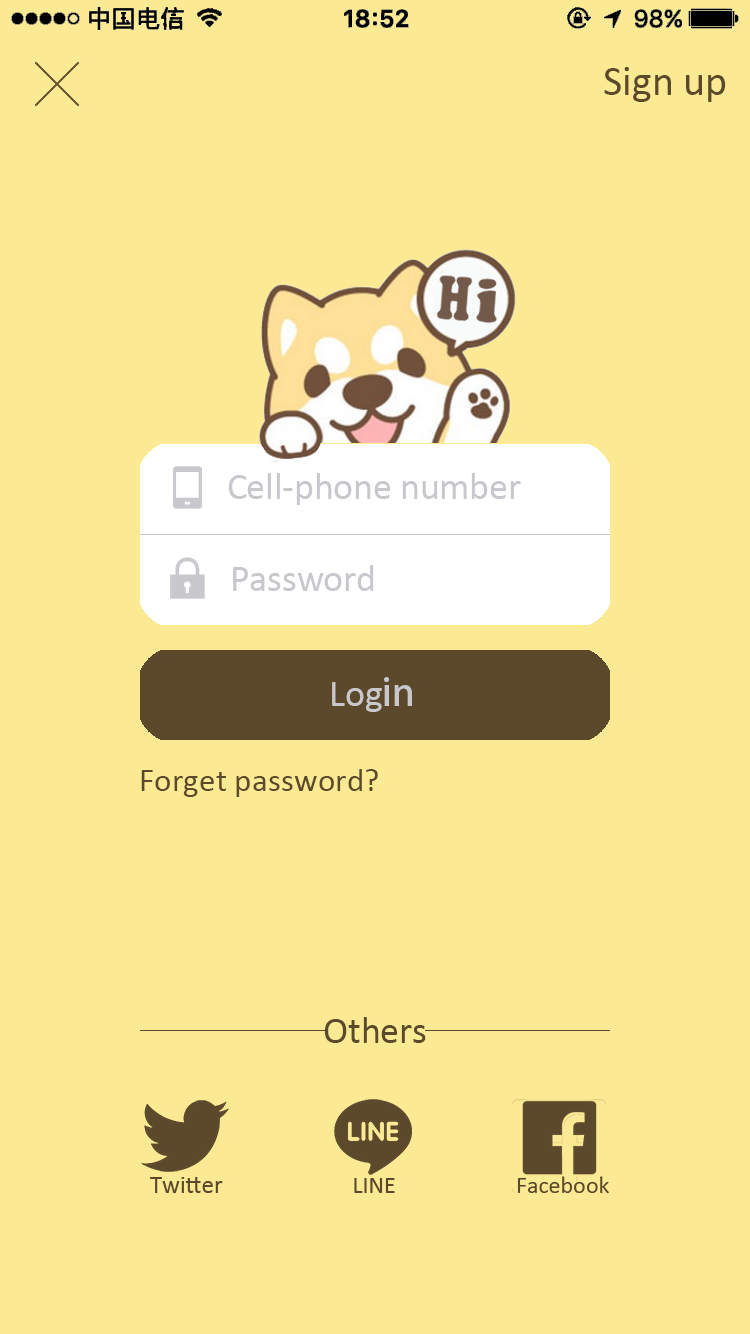 中国电信 18:52 98%
Sign up
Hi
Cell-phone number
Password
Login
Forget password?
Others
LINE
Twitter LINE Facebook